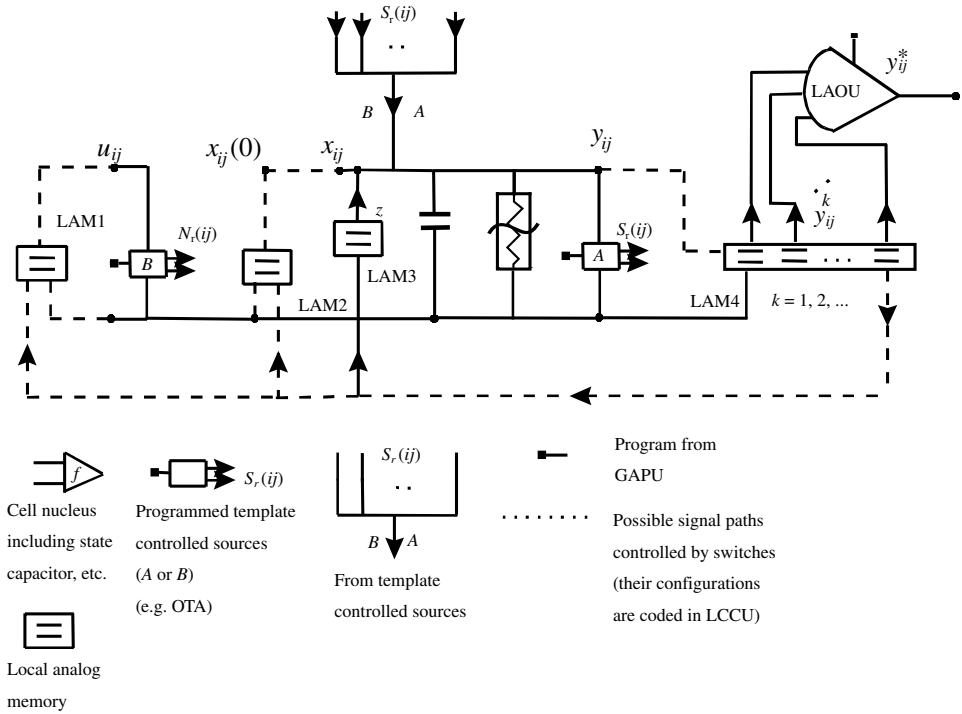 S_r(ij)
. .
B A
LAOU
y*_ij
u_ij
x_ij(0)
x_ij
y_ij
LAM1
N_r(ij)
B
z
LAM3
LAM2
S_r(ij)
A
. .
y^k_ij
...
LAM4
k = 1, 2, ...
f
Cell nucleus
including state
capacitor, etc.
S_r(ij)
Programmed template
controlled sources
(A or B)
(e.g. OTA)
S_r(ij)
. .
B A
From template
controlled sources
Program from
GAPU
Possible signal paths
controlled by switches
(their configurations
are coded in LCCU)
Local analog
memory